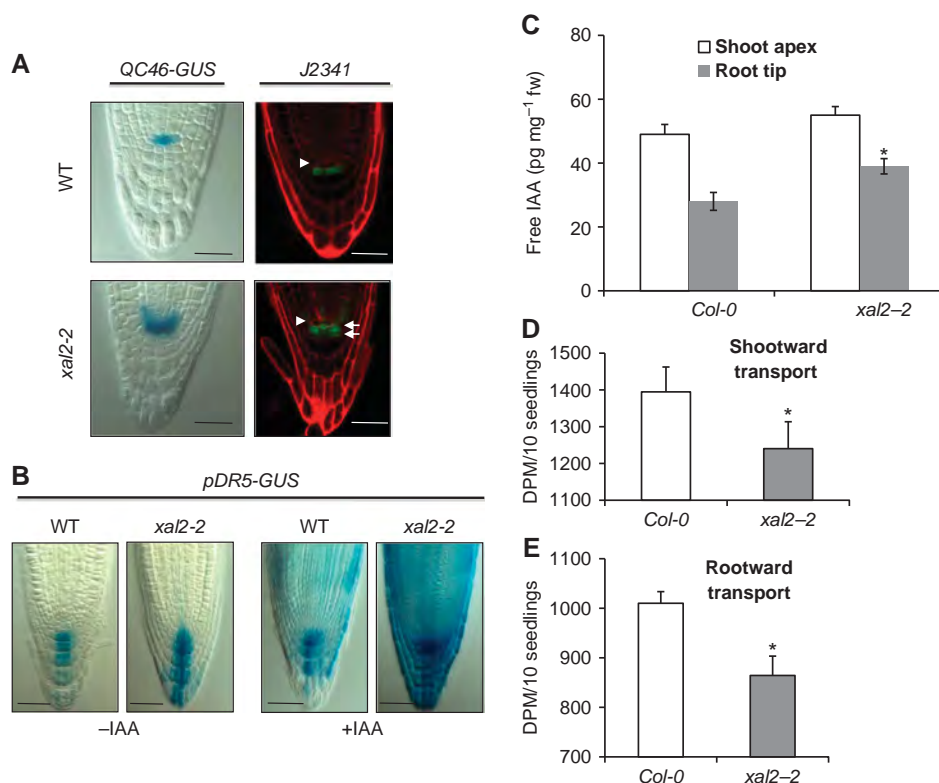 A
QC46-GUS
J2341
WT
xal2-2
B
pDR5-GUS
WT
xal2-2
WT
xal2-2
–IAA
+IAA
C
80
60
40
20
0
Free IAA (pg mg–1 fw)
Shoot apex
Root tip
*
Col-0
xal2–2
D
1500
1400
1300
1200
1100
DPM/10 seedlings
Shootward
transport
*
Col-0
xal2–2
E
1100
1000
900
800
700
DPM/10 seedlings
Rootward
transport
*
Col-0
xal2–2